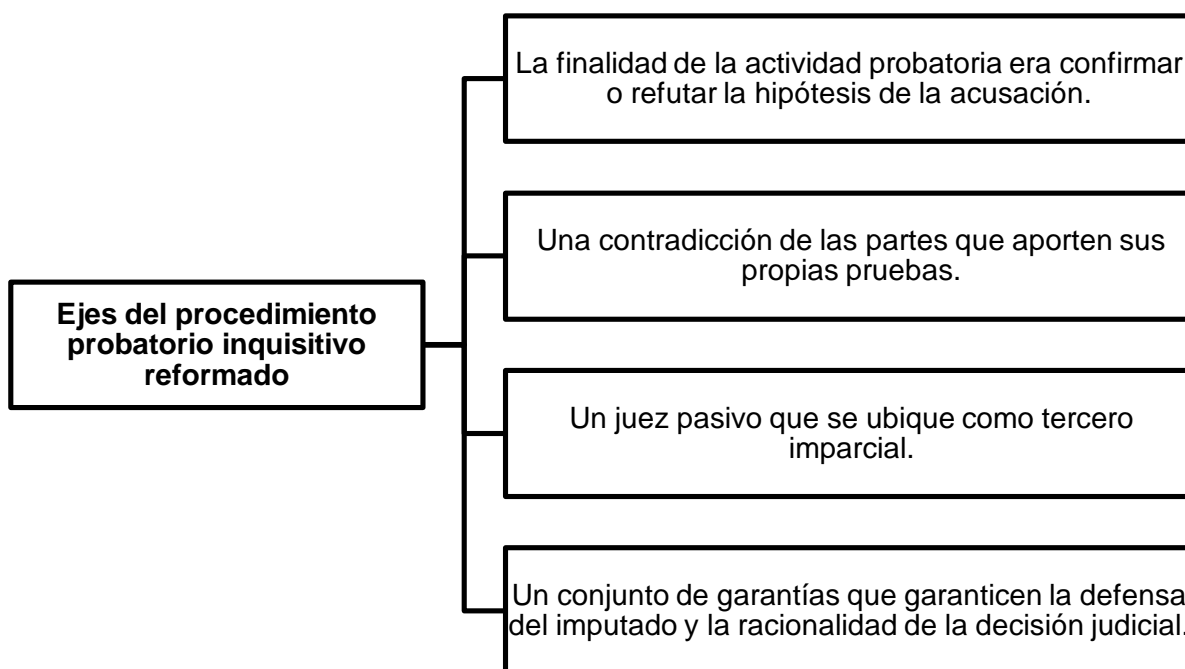 La finalidad de la actividad probatoria era confirmar
o refutar la hipótesis de la acusación.
Una contradicción de las partes que aporten sus
propias pruebas.
Ejes del procedimiento
probatorio inquisitivo
reformado
Un juez pasivo que se ubique como tercero
imparcial.
Un conjunto de garantías que garanticen la defensa
del imputado y la racionalidad de la decisión judicial.